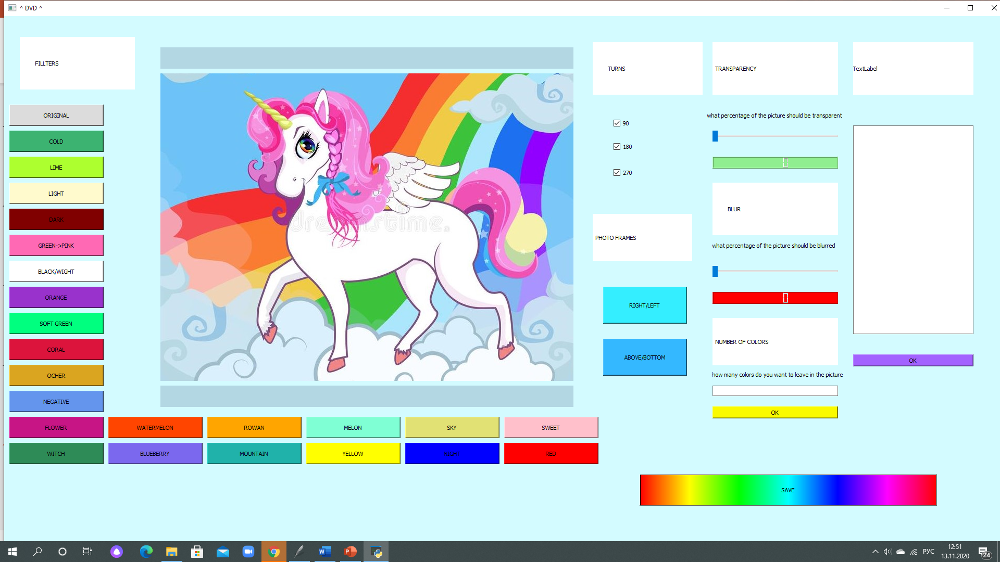 ^ DVD ^
FILLTERS
ORIGINAL
COLD
LIME
LIGHT
DARK
GREEN->PINK
BLACK/WIGHT
ORANGE
SOFT GREEN
CORAL
OCHER
NEGATIVE
FLOWER
WATERMELON
ROWAN
MELON
SKY
SWEET
WITCH
BLUEBERRY
MOUNTAIN
YELLOW
NIGHT
RED
dreamstime.
TURNS
90
180
270
PHOTO FRAMES
RIGHT/LEFT
ABOVE/BOTTOM
TRANSPARENCY
what percentage of the picture should be transparent
0
BLUR
what percentage of the picture should be blurred
0
NUMBER OF COLORS
how many colors do you want to leave in the picture
OK
TextLabel
OK
SAVE
РУС
12:51
13.11.2020
24